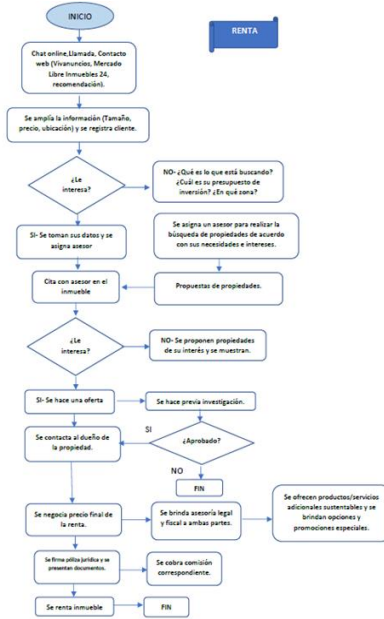 INICIO
RENTA
Chat online,Llamada, Contacto
web (Vivanuncios, Mercado
Libre Inmuebles 24,
recomendación).
Se amplía la información (Tamaño,
precio, ubicación) y se registra cliente.
¿Le
interesa?
NO- ¿Qué es lo que está buscando?
¿Cuál es su presupuesto de
inversión? ¿En qué zona?
SI- Se toman sus datos y se
asigna asesor
Se asigna un asesor para realizar la
búsqueda de propiedades de acuerdo
con sus necesidades e intereses.
Cita con asesor en el
inmueble
Propuestas de propiedades.
¿Le
interesa?
NO- Se proponen propiedades
de su interés y se muestran.
SI- Se hace una oferta
Se hace previa investigación.
Se contacta al dueño de
la propiedad.
SI
¿Aprobado?
NO
FIN
Se negocia precio final de
la renta.
Se brinda asesoría legal
y fiscal a ambas partes.
Se ofrecen productos/servicios
adicionales sustentables y se
brindan opciones y
promociones especiales.
Se firma póliza jurídica y se
presentan documentos.
Se cobra comisión
correspondiente.
Se renta inmueble
FIN